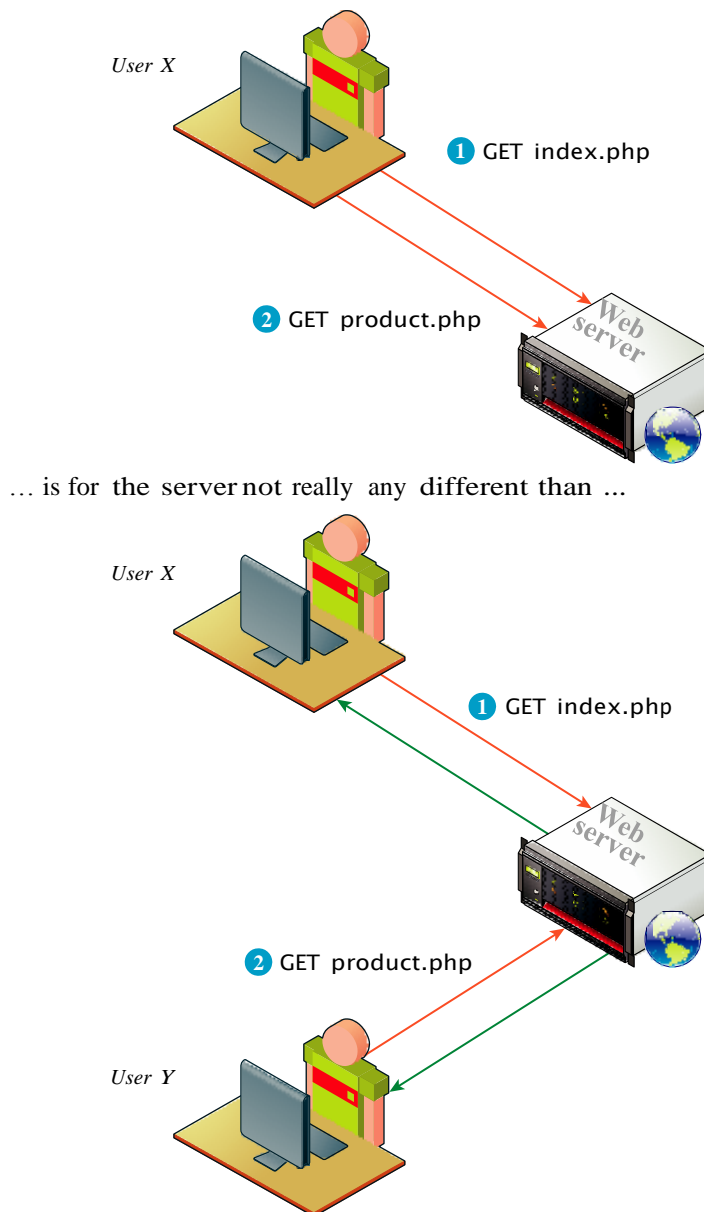 User X
1 GET index.php
2 GET product.php
Web
server
… is for the server not really any different than ...
User X
1 GET index.php
Web
server
2 GET product.php
User Y